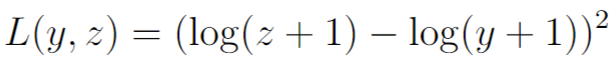 L(y, z) = (log(z + 1) − log(y + 1))²